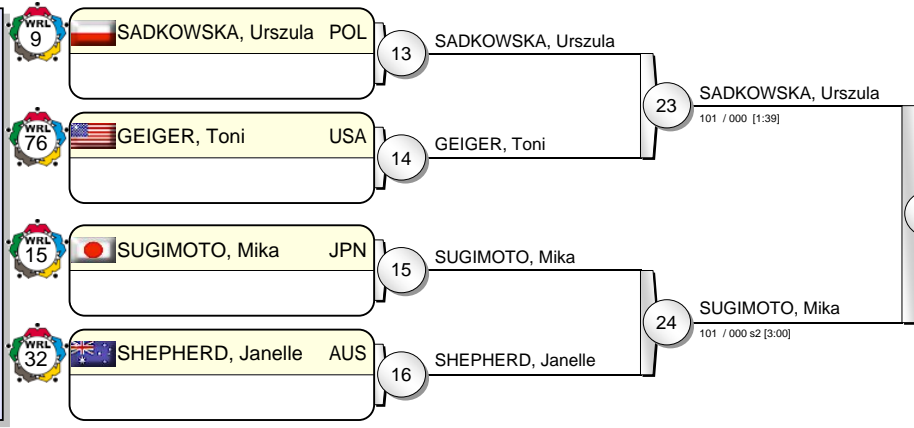 WRL
9
SADKOWSKA, Urszula POL
13
SADKOWSKA, Urszula
23
SADKOWSKA, Urszula
101 / 000 [1:39]
WRL
76
GEIGER, Toni USA
14
GEIGER, Toni
WRL
15
SUGIMOTO, Mika JPN
15
SUGIMOTO, Mika
24
SUGIMOTO, Mika
101 / 000 s2 [3:00]
WRL
32
SHEPHERD, Janelle AUS
16
SHEPHERD, Janelle